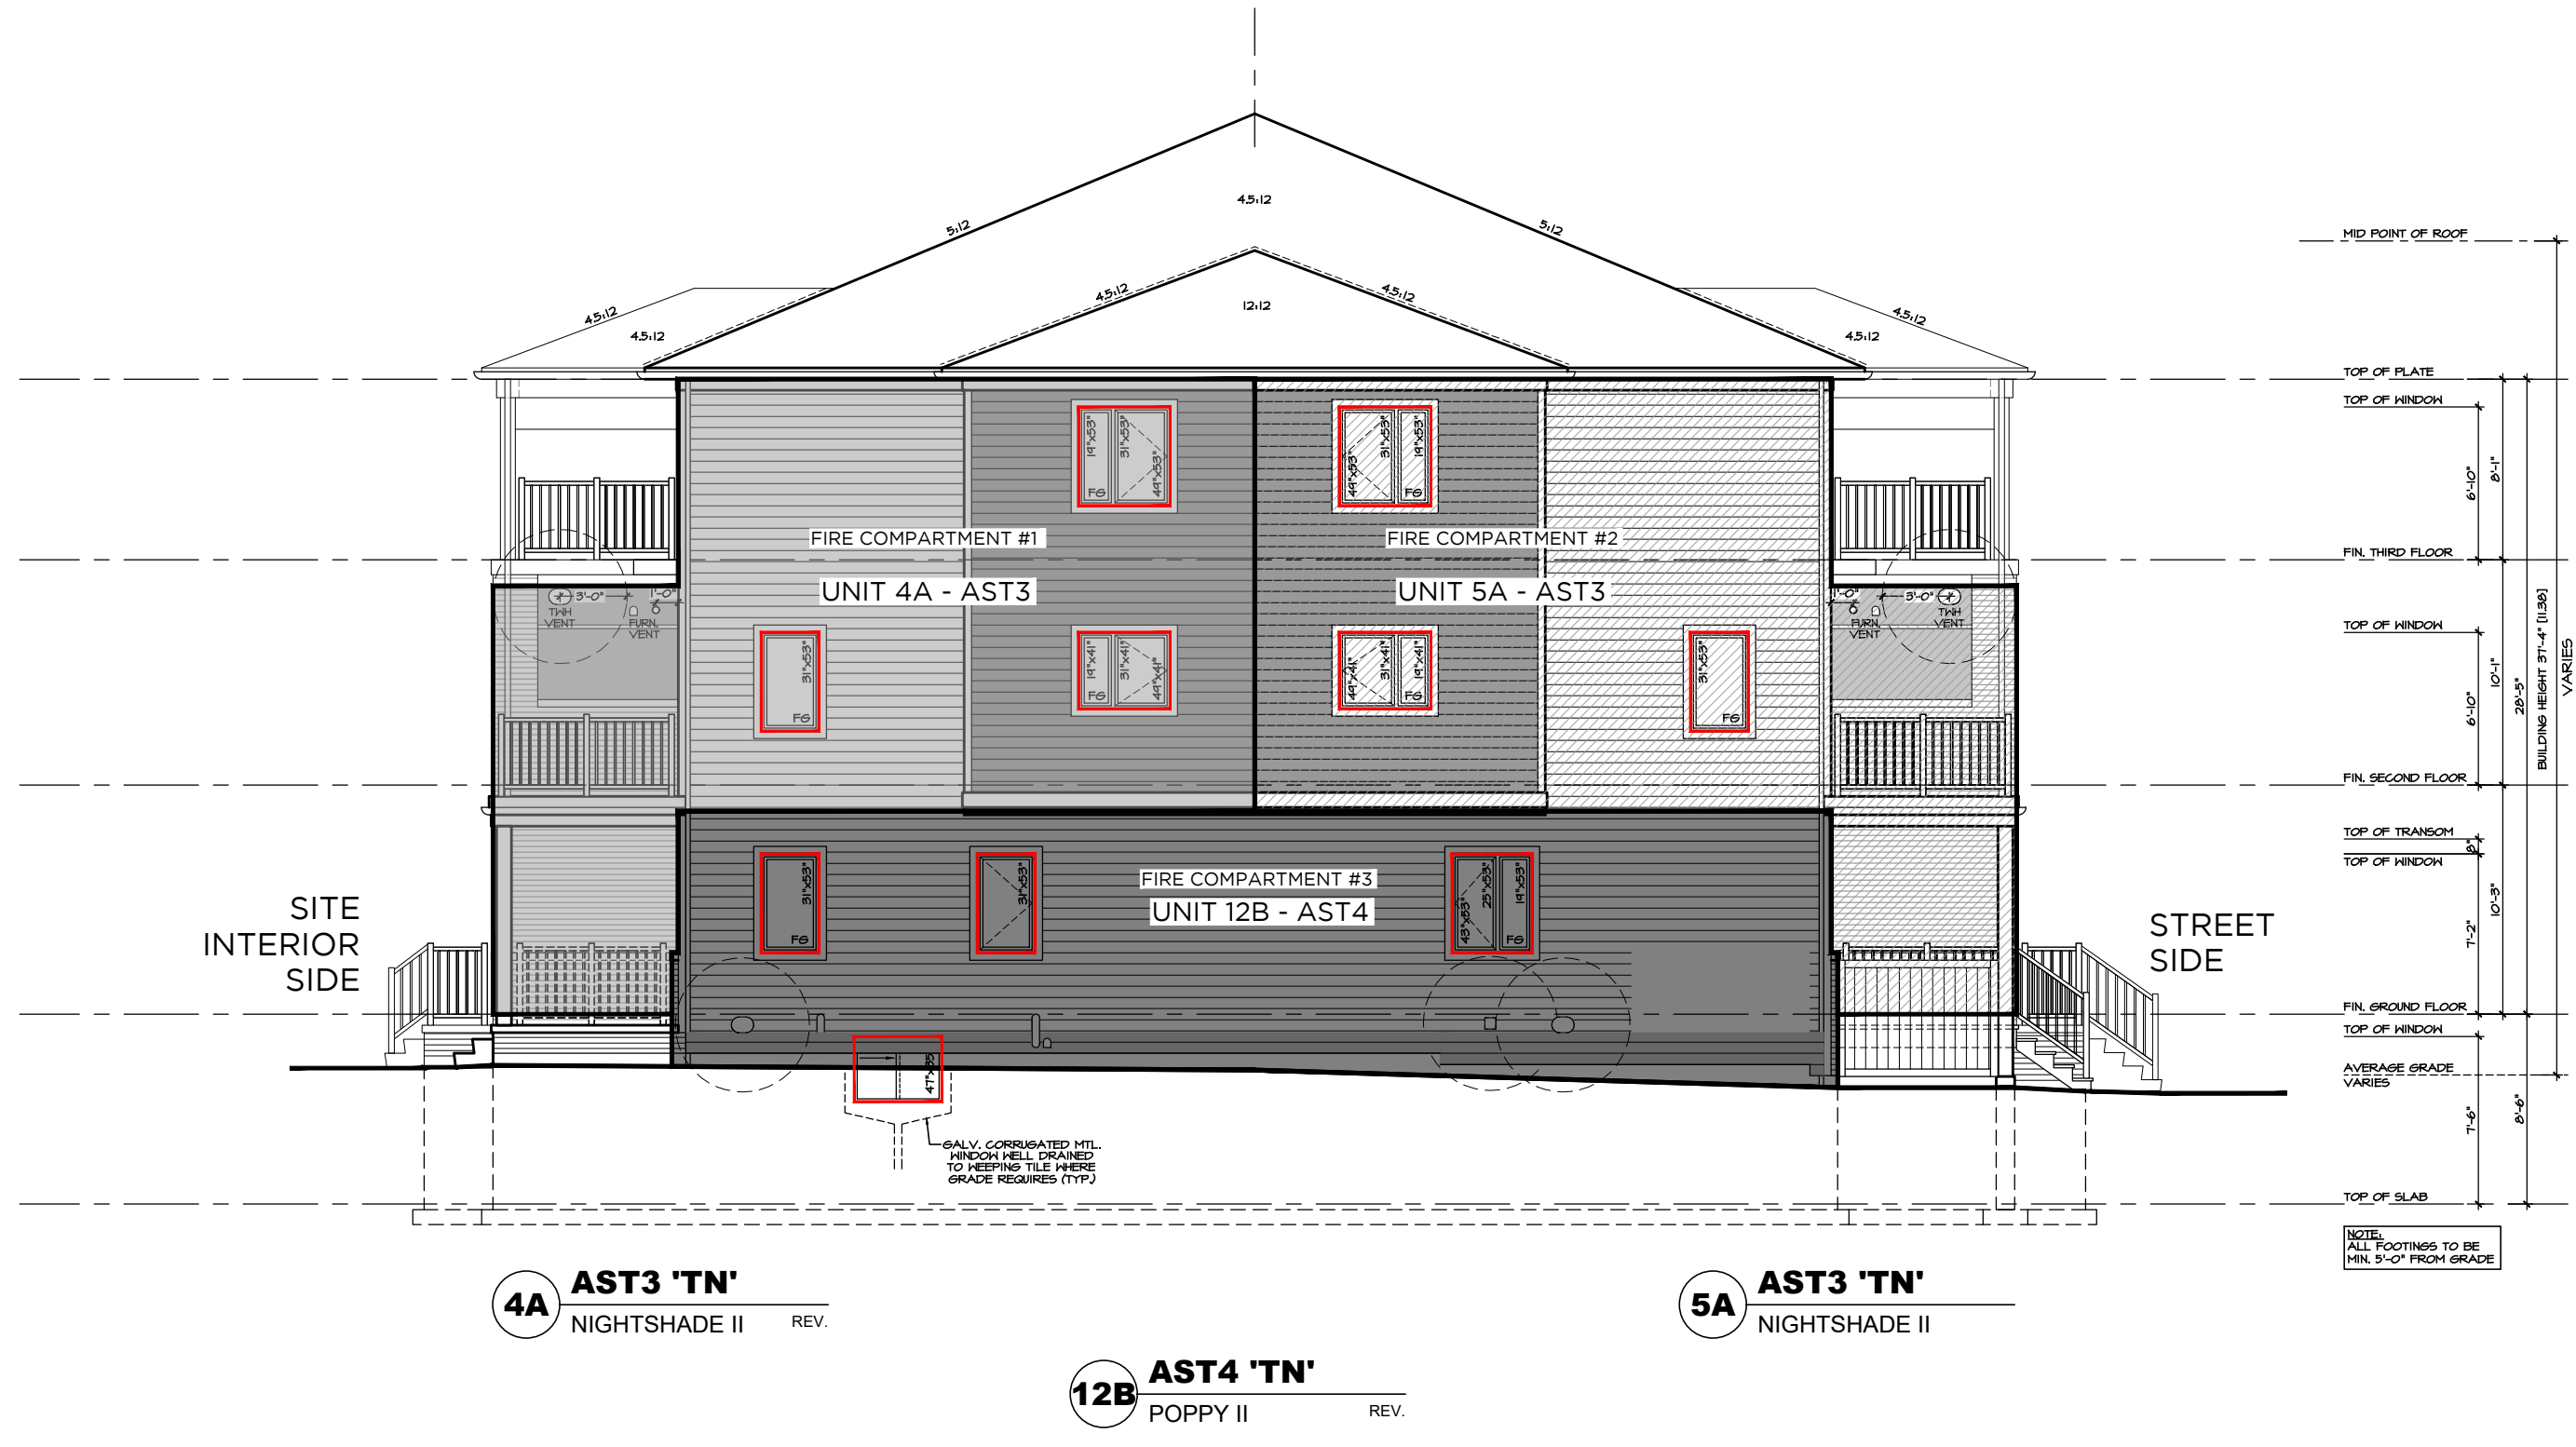 4.5:12
5:12
5:12
MID POINT OF ROOF
4.5:12
4.5:12
12:12
4.5:12
4.5:12
4.5:12
4.5:12
TOP OF PLATE
TOP OF WINDOW
19"x53"
31"x53"
49"x53"
FG
49"x53"
31"x53"
19"x53"
FG
6'-10"
8'-1"
FIRE COMPARTMENT #1
FIRE COMPARTMENT #2
FIN. THIRD FLOOR
UNIT 4A - AST3
UNIT 5A - AST3
3'-0"
1'-0"
TWH
VENT
FURN.
VENT
1'-0"
3'-0"
FURN.
VENT
TWH
VENT
TOP OF WINDOW
31"x53"
FG
19"x41"
31"x41"
49"x41"
FG
49"x41"
31"x41"
19"x41"
FG
31"x53"
FG
6'-10"
10'-1"
28'-5"
BUILDING HEIGHT 37'-4" [11.38]
VARIES
FIN. SECOND FLOOR
TOP OF TRANSOM
8"
TOP OF WINDOW
31"x53"
FG
31"x53"
FIRE COMPARTMENT #3
UNIT 12B - AST4
43"x53"
25"x53"
19"x53"
FG
7'-2"
10'-3"
SITE
INTERIOR
SIDE
STREET
SIDE
FIN. GROUND FLOOR
TOP OF WINDOW
47"x35
AVERAGE GRADE
VARIES
7'-6"
8'-6"
GALV. CORRUGATED MTL.
WINDOW WELL DRAINED
TO WEEPING TILE WHERE
GRADE REQUIRES (TYP.)
TOP OF SLAB
NOTE:
ALL FOOTINGS TO BE
MIN. 5'-0" FROM GRADE
4A
AST3 'TN'
NIGHTSHADE II
REV.
5A
AST3 'TN'
NIGHTSHADE II
12B
AST4 'TN'
POPPY II
REV.